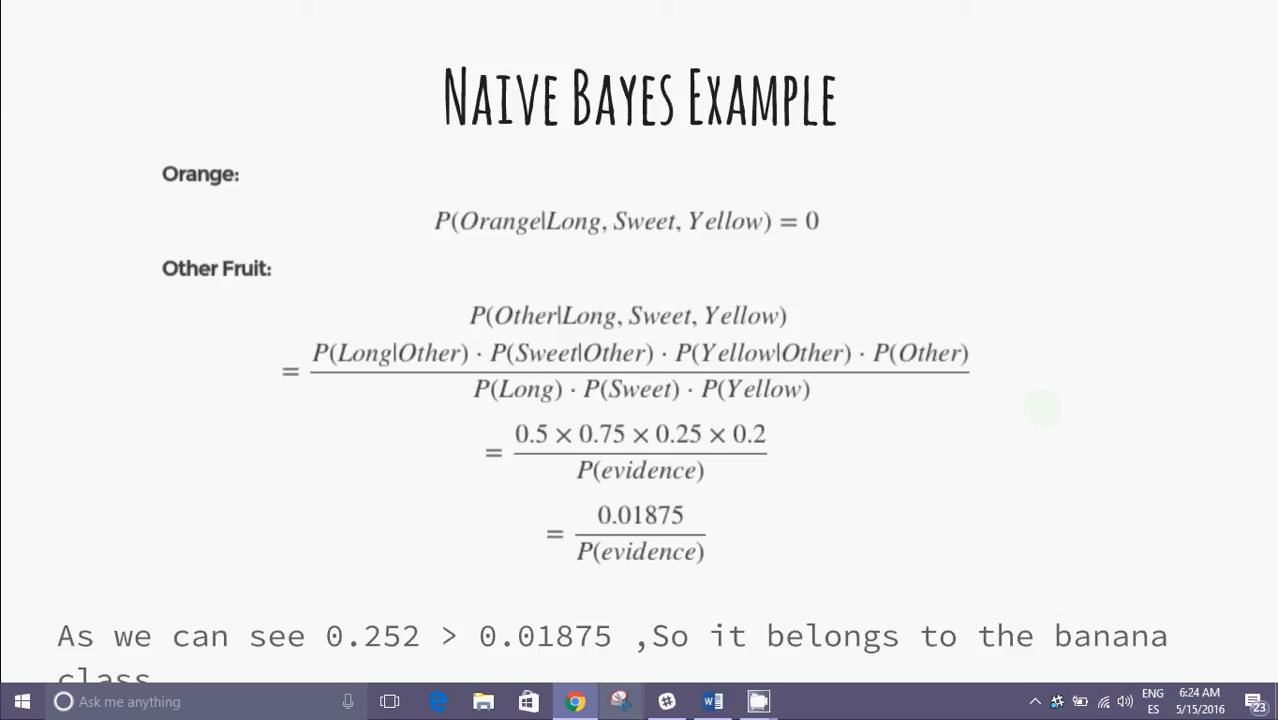 NAIVE BAYES EXAMPLE
Orange:
P(Orange|Long, Sweet, Yellow) = 0
Other Fruit:
P(Other|Long, Sweet, Yellow)
P(Long|Other) · P(Sweet|Other) · P(Yellow|Other) · P(Other)
=
P(Long) · P(Sweet) · P(Yellow)
0.5 × 0.75 × 0.25 × 0.2
=
P(evidence)
0.01875
=
P(evidence)
As we can see 0.252 > 0.01875 ,So it belongs to the banana
class
Ask me anything
ENG
ES
6:24 AM
5/15/2016
23